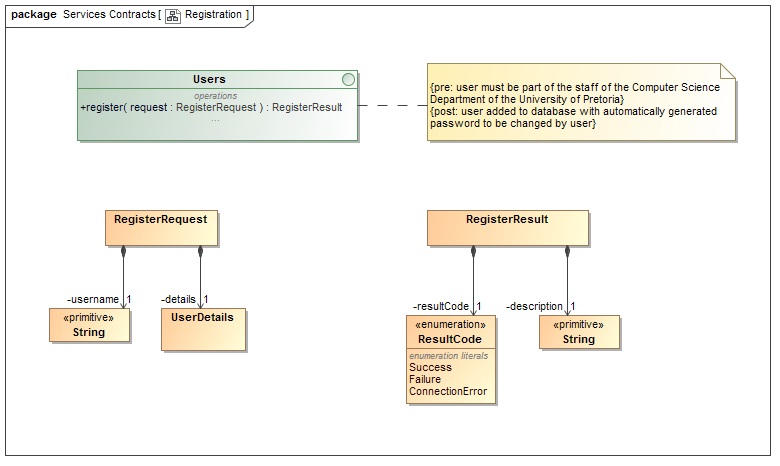 package Services Contracts [ Registration ]
Users
operations
+register( request : RegisterRequest ) : RegisterResult
...
{pre: user must be part of the staff of the Computer Science
Department of the University of Pretoria}
{post: user added to database with automatically generated
password to be changed by user}
RegisterRequest
RegisterResult
-username 1
-details 1
-resultCode 1
-description 1
«primitive»
String
UserDetails
«enumeration»
ResultCode
enumeration literals
Success
Failure
ConnectionError
«primitive»
String